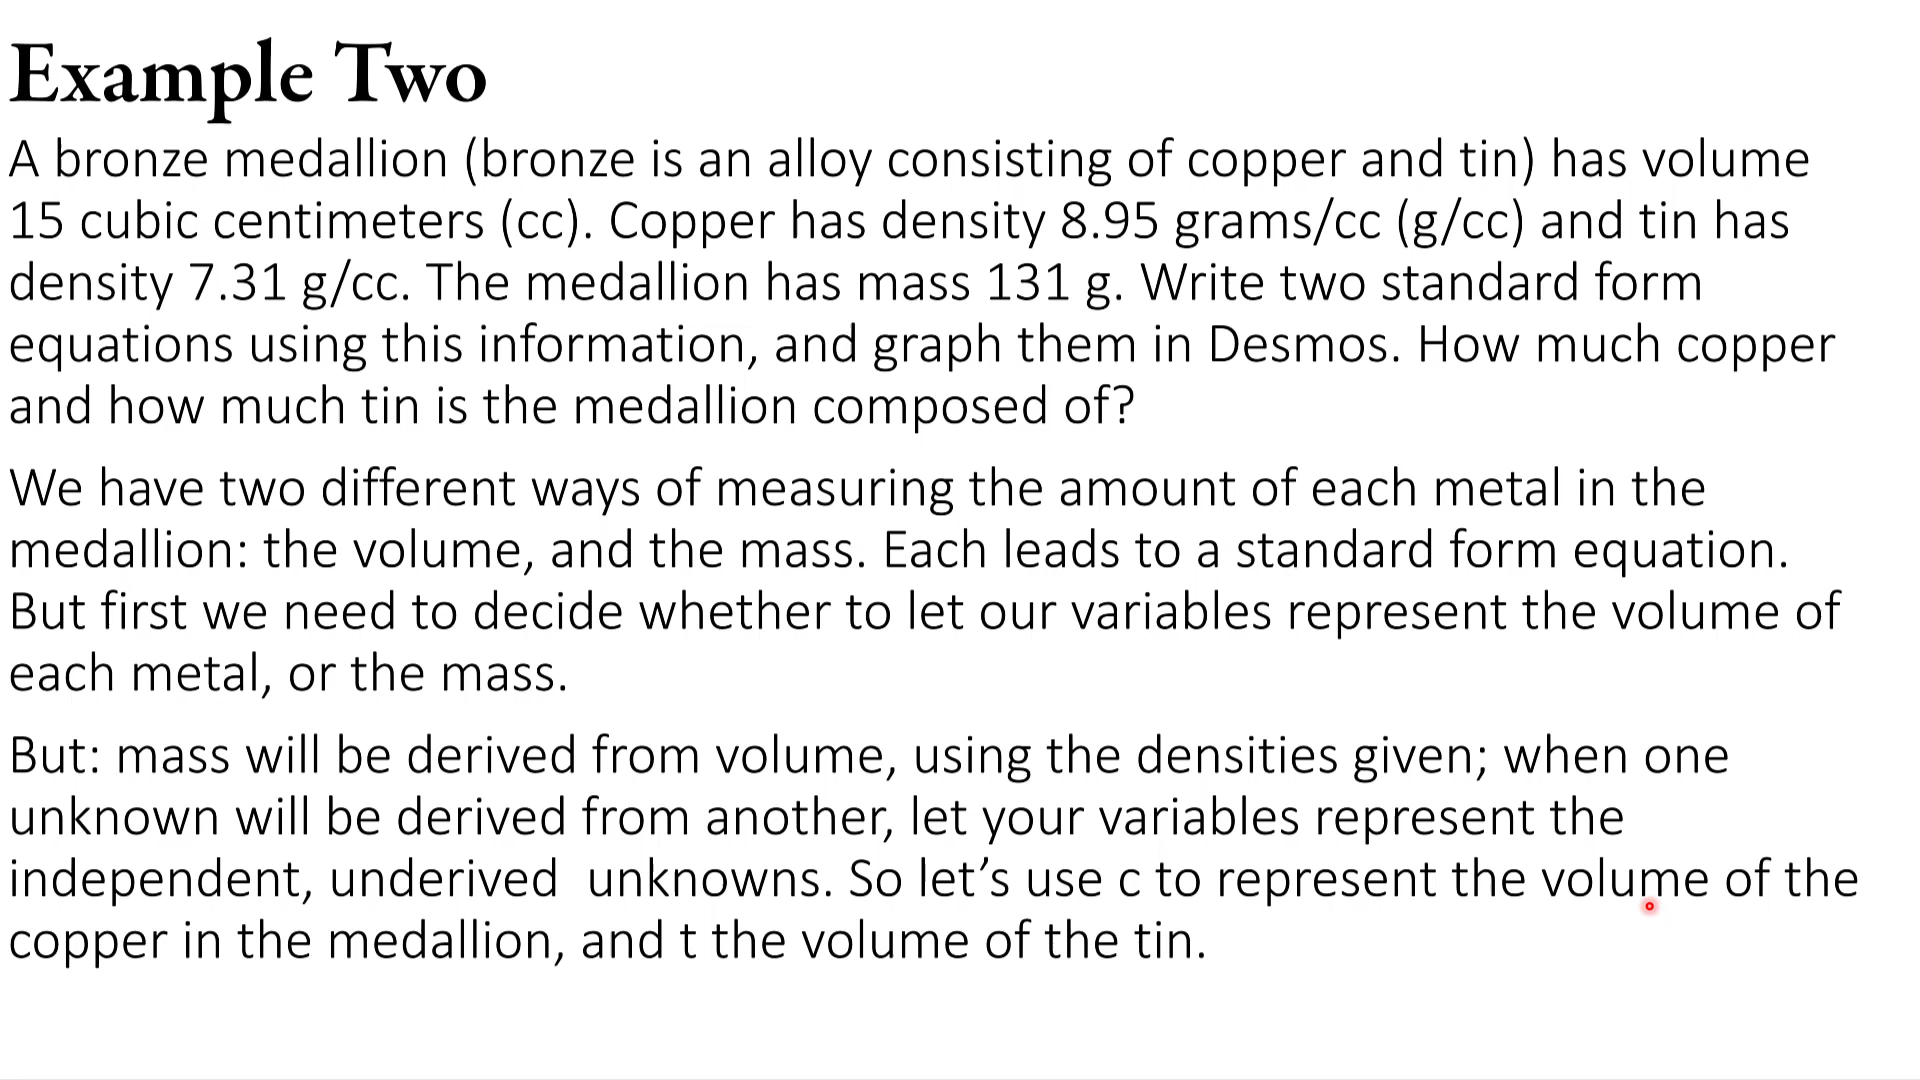 Example Two
A bronze medallion (bronze is an alloy consisting of copper and tin) has volume
15 cubic centimeters (cc). Copper has density 8.95 grams/cc (g/cc) and tin has
density 7.31 g/cc. The medallion has mass 131 g. Write two standard form
equations using this information, and graph them in Desmos. How much copper
and how much tin is the medallion composed of?
We have two different ways of measuring the amount of each metal in the
medallion: the volume, and the mass. Each leads to a standard form equation.
But first we need to decide whether to let our variables represent the volume of
each metal, or the mass.
But: mass will be derived from volume, using the densities given; when one
unknown will be derived from another, let your variables represent the
independent, underived  unknowns. So let’s use c to represent the volume of the
copper in the medallion, and t the volume of the tin.